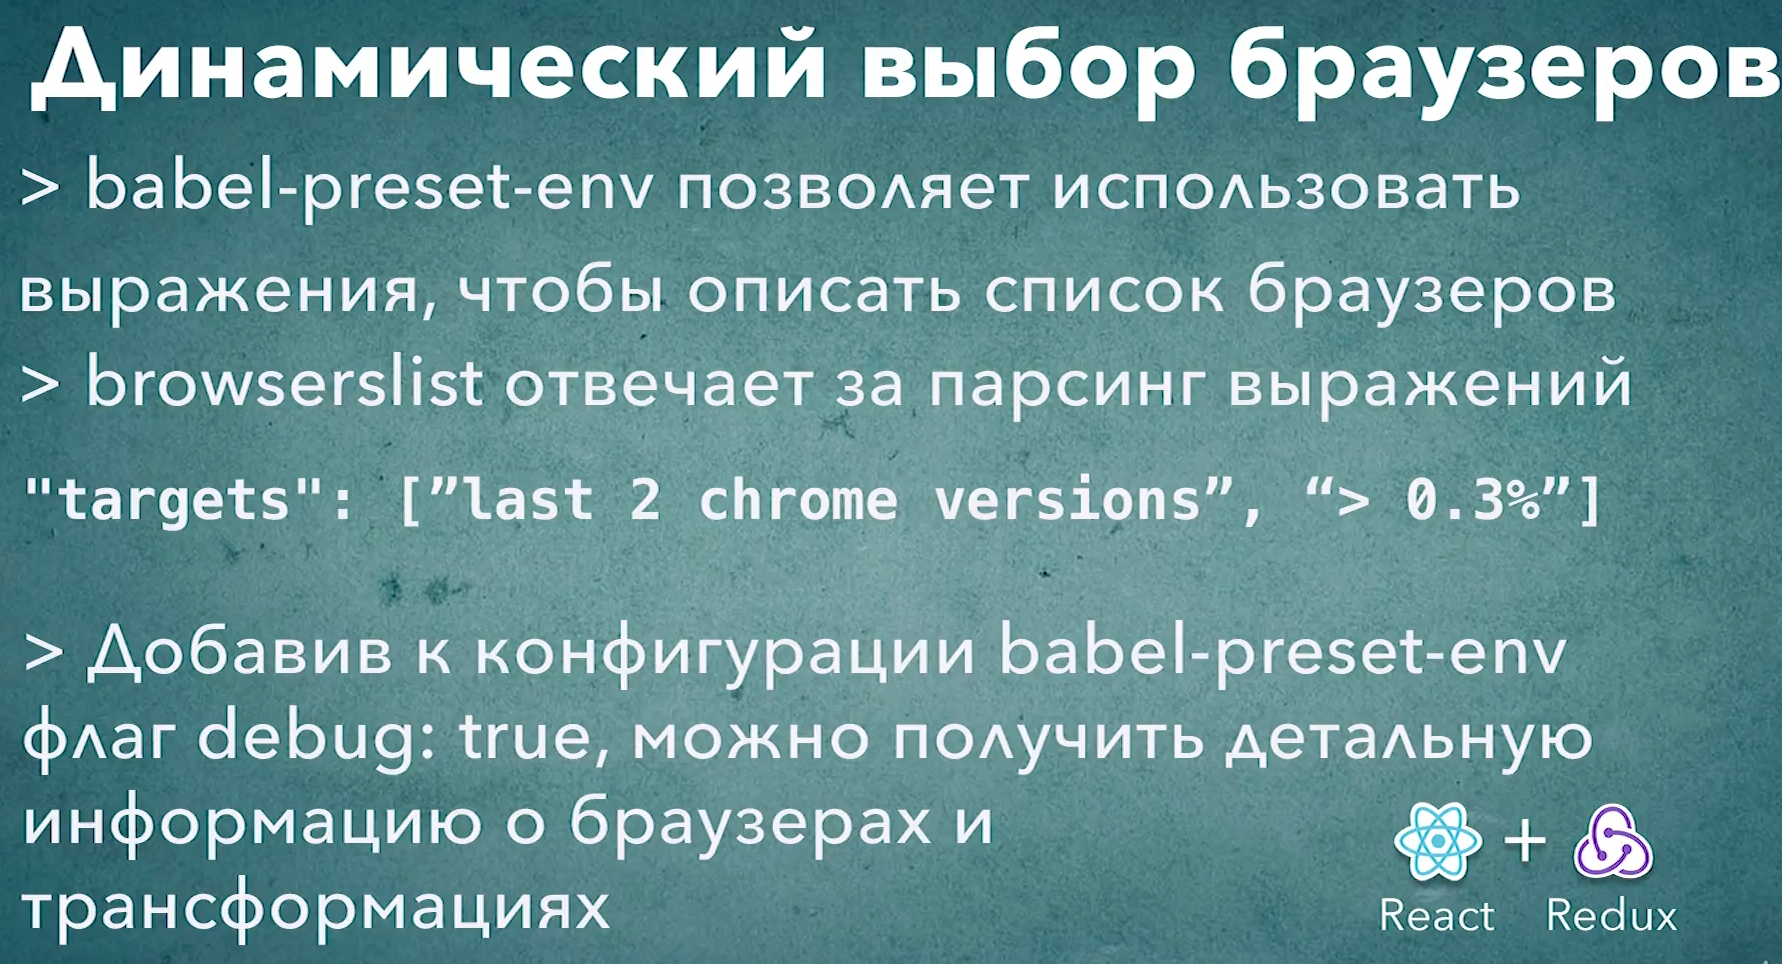 Динамический выбор браузеров
> babel-preset-env позволяет использовать
выражения, чтобы описать список браузеров
> browserslist отвечает за парсинг выражений
"targets": [”last 2 chrome versions”, “> 0.3%”]
> Добавив к конфигурации babel-preset-env
флаг debug: true, можно получить детальную
информацию о браузерах и
трансформациях
+
React Redux